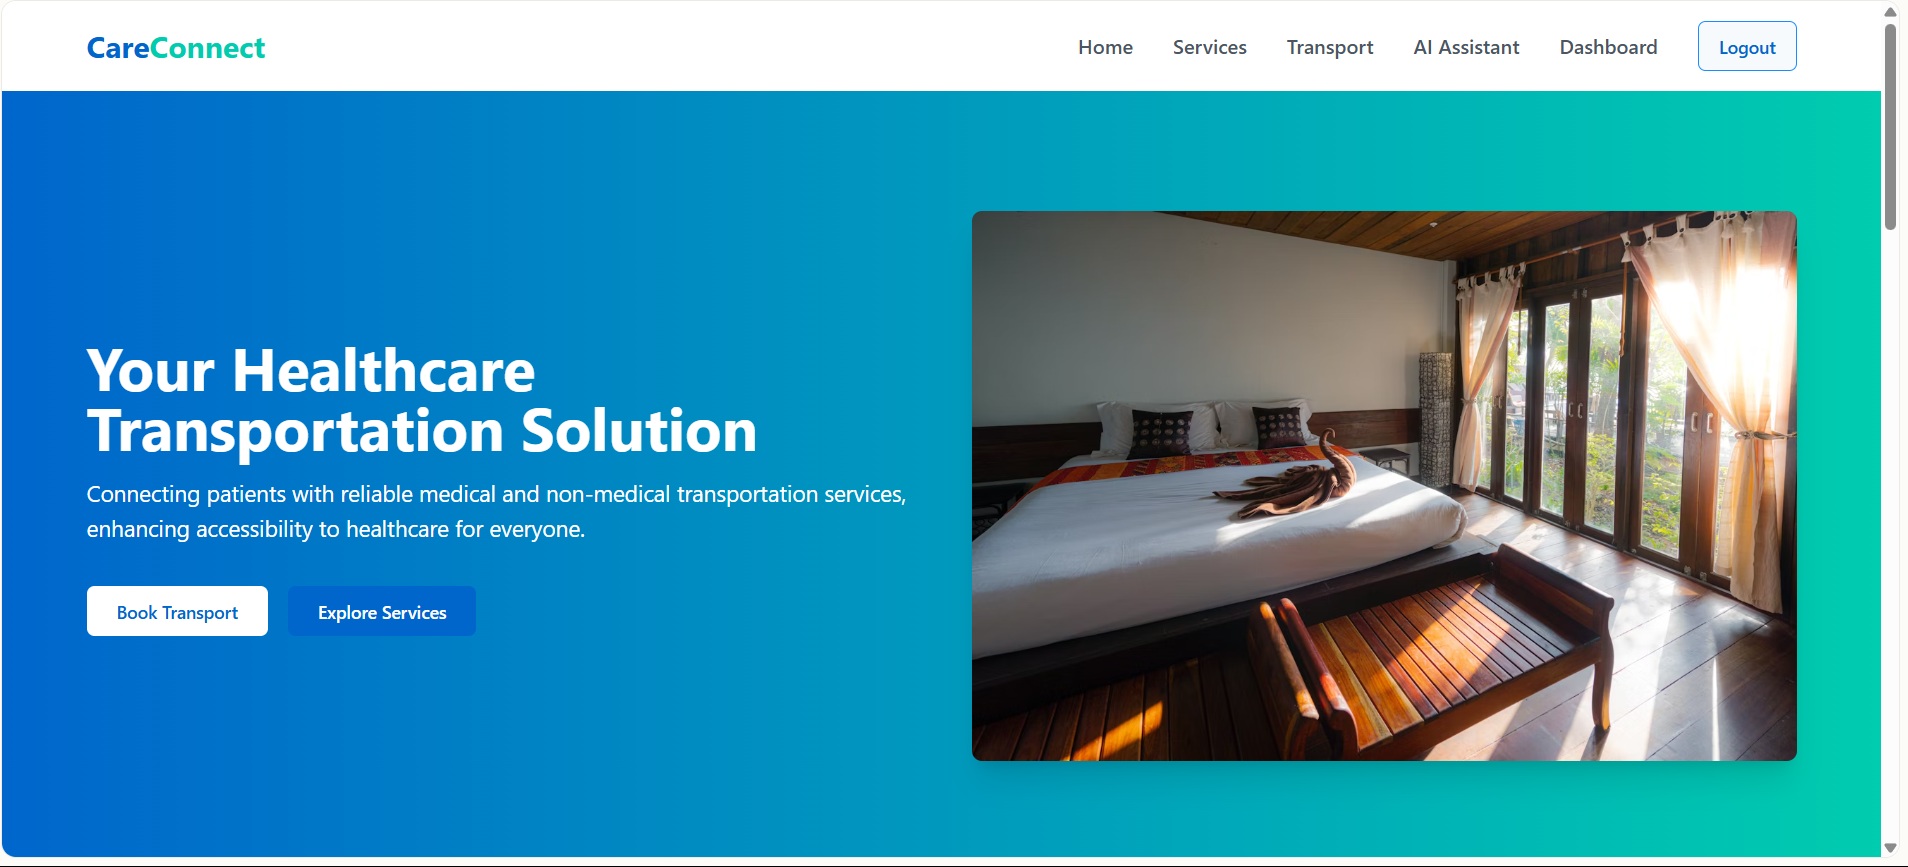 CareConnect
Home
Services
Transport
AI Assistant
Dashboard
Logout
Your Healthcare
Transportation Solution
Connecting patients with reliable medical and non-medical transportation services,
enhancing accessibility to healthcare for everyone.
Book Transport
Explore Services